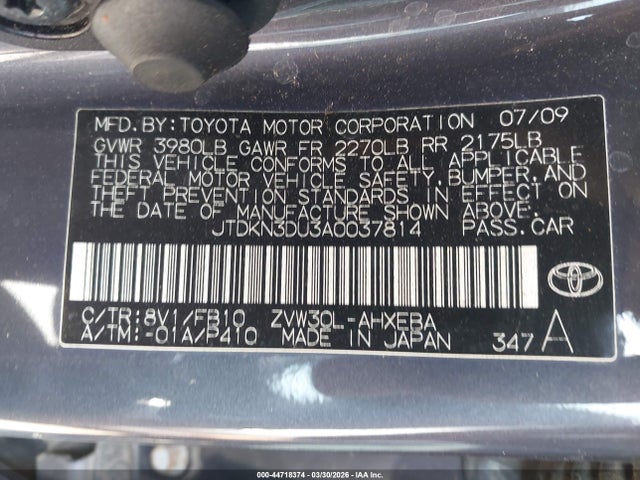 MFD.BY:TOYOTA MOTOR CORPORATION 07/09
GVWR 3980LB GAWR FR 2270LB RR 2175LB
THIS VEHICLE CONFORMS TO ALL APPLICABLE
FEDERAL MOTOR VEHICLE SAFETY,BUMPER,AND
THEFT PREVENTION STANDARDS IN EFFECT ON
THE DATE OF MANUFACTURE SHOWN ABOVE.
JTDKN3DU3A0037814 PASS.CAR
C/TR:8V1/FB10 ZVW30L-AHXEBA
A/TM:-01A/P410 MADE IN JAPAN 347 A
TOYOTA
© 44718374 | 03/30/2026 - IAA, Inc.